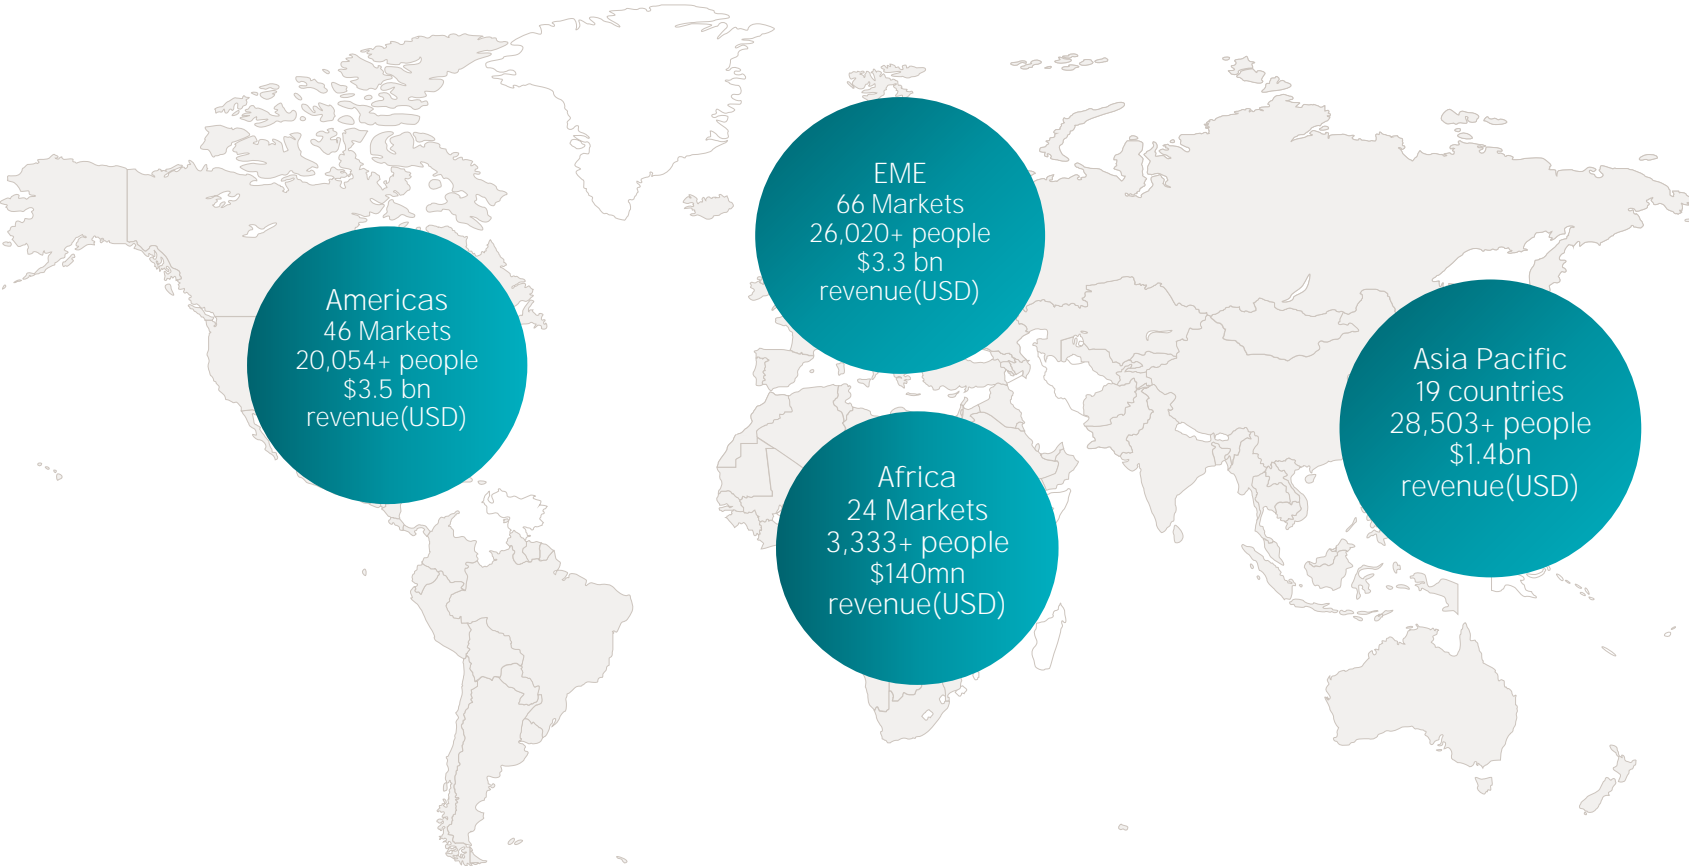 EME
66 Markets
26,020+ people
$3.3 bn
revenue(USD)
Americas
46 Markets
20,054+ people
$3.5 bn
revenue(USD)
Asia Pacific
19 countries
28,503+ people
$1.4bn
revenue(USD)
Africa
24 Markets
3,333+ people
$140mn
revenue(USD)